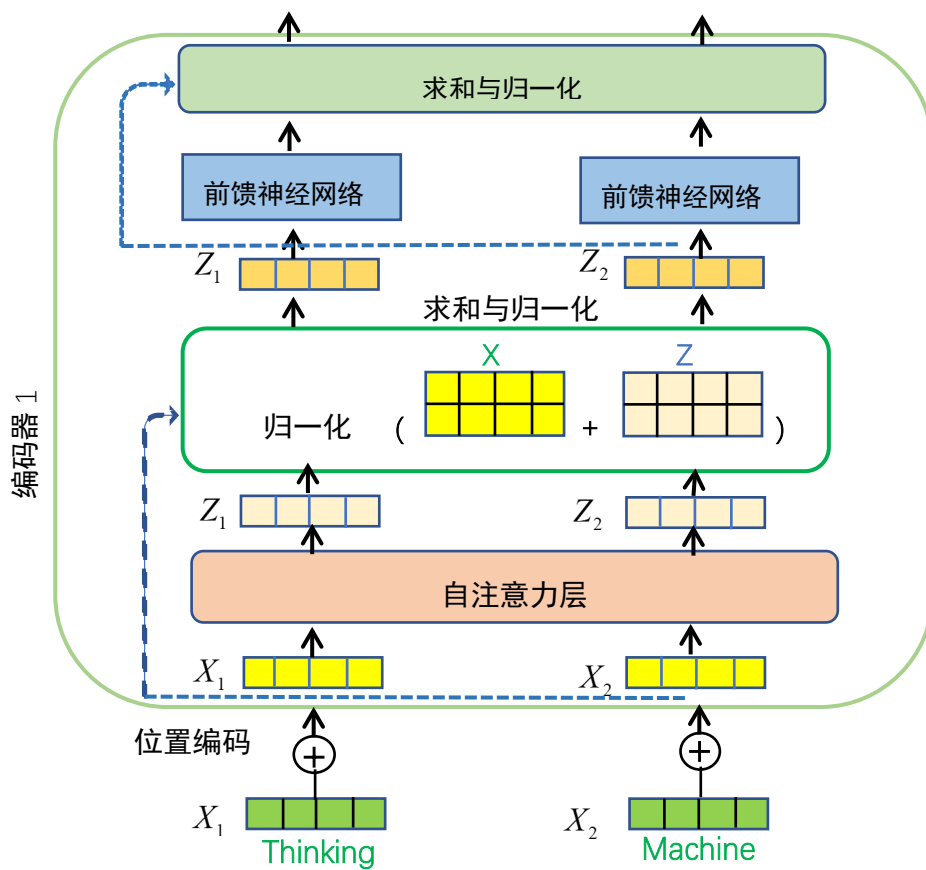 求和与归一化
前馈神经网络 前馈神经网络
Z1 Z2
求和与归一化
X Z
归一化 ( + )
Z1 Z2
自注意力层
X1 X2
编码器 1
位置编码 + +
X1 X2
Thinking Machine